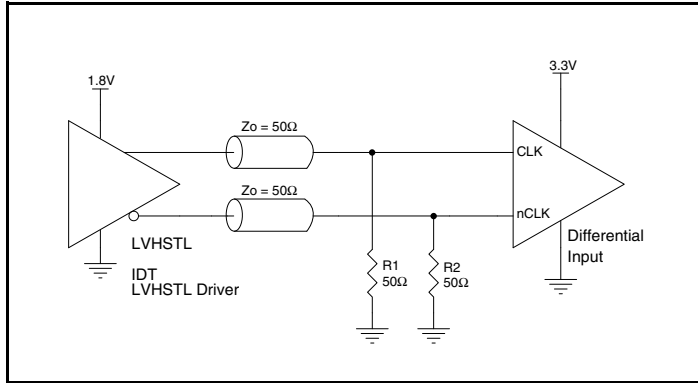 1.8V
3.3V
Zo = 50Ω
CLK
Zo = 50Ω
nCLK
LVHSTL
Differential
Input
IDT
LVHSTL Driver
R1
50Ω
R2
50Ω